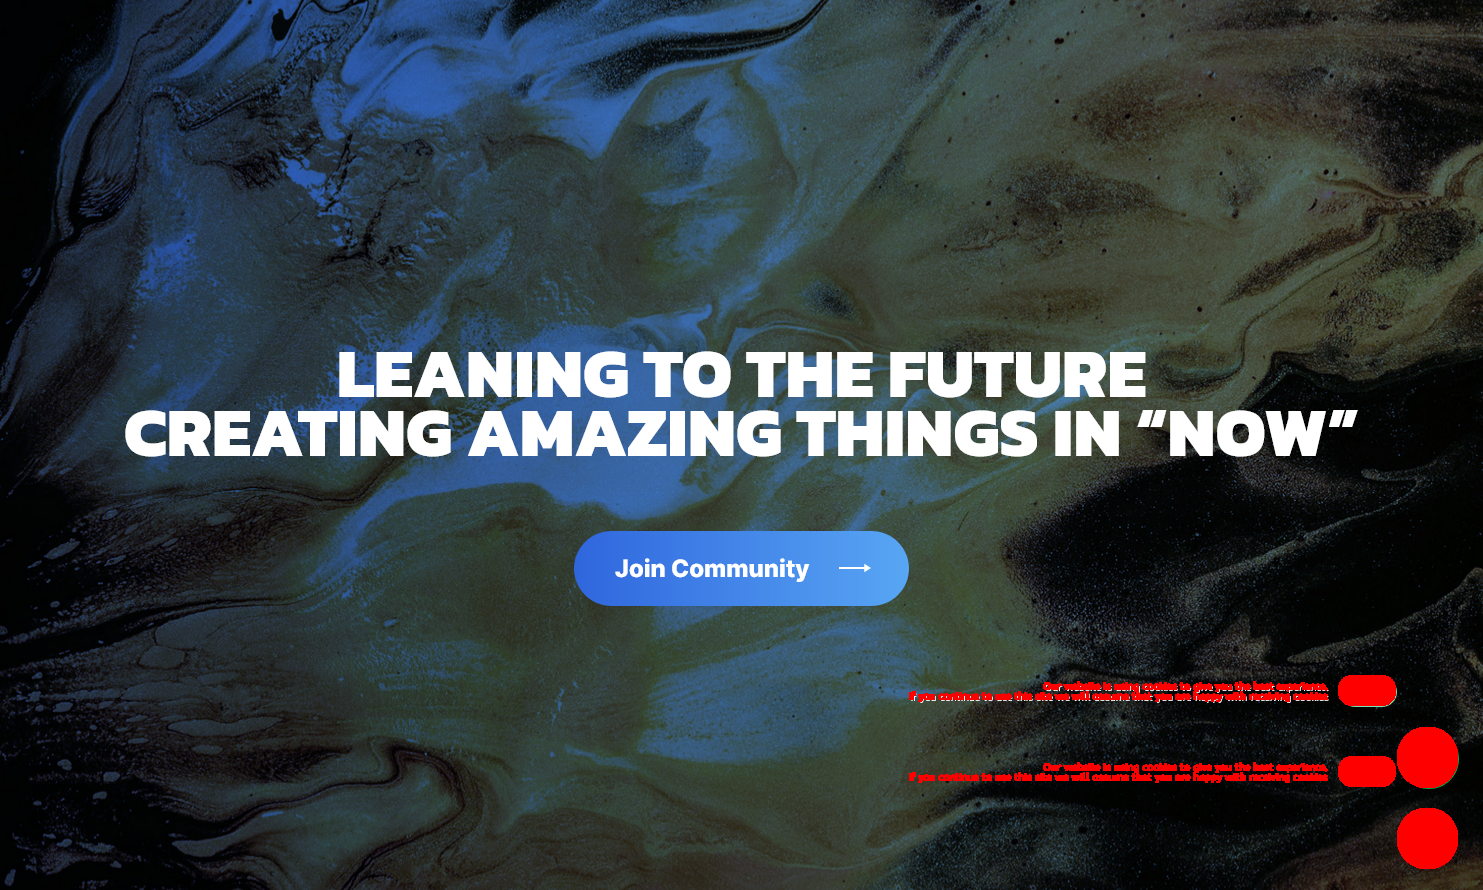 LEANING TO THE FUTURE
CREATING AMAZING THINGS IN “NOW”
Join Community
Our website is using cookies to give you the best experience.
If you continue to use this site we will assume that you are happy with receiving cookies
Our website is using cookies to give you the best experience.
If you continue to use this site we will assume that you are happy with receiving cookies